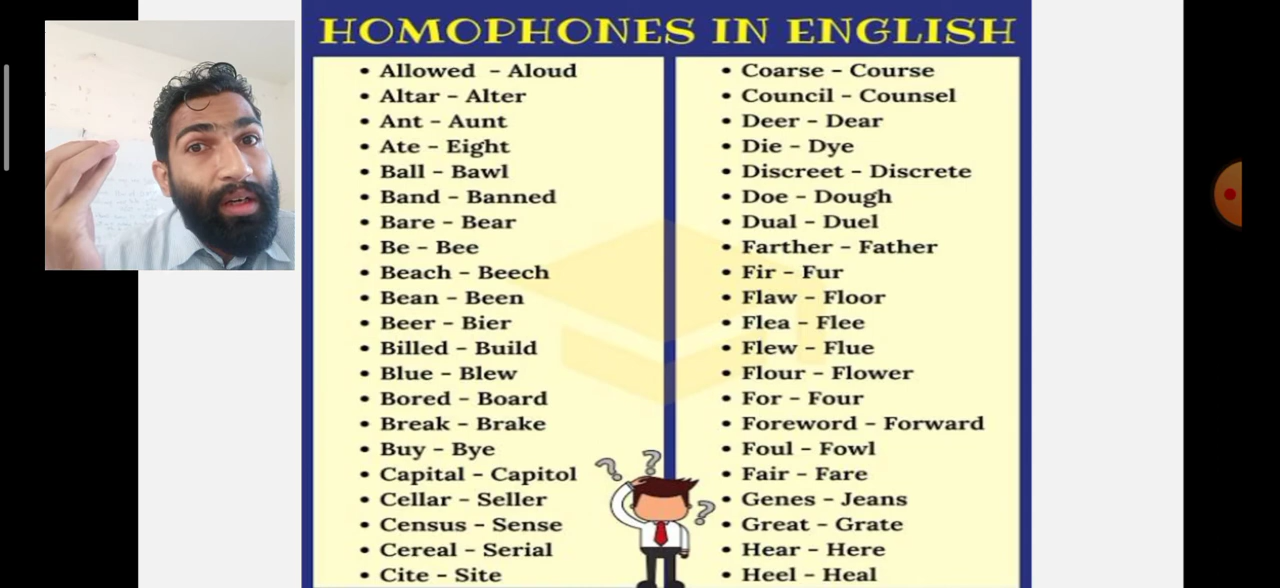 HOMOPHONES IN ENGLISH
• Allowed – Aloud
• Altar – Alter
• Ant – Aunt
• Ate – Eight
• Ball – Bawl
• Band – Banned
• Bare – Bear
• Be – Bee
• Beach – Beech
• Bean – Been
• Beer – Bier
• Billed – Build
• Blue – Blew
• Bored – Board
• Break – Brake
• Buy – Bye
• Capital – Capitol
• Cellar – Seller
• Census – Sense
• Cereal – Serial
• Cite – Site
• Coarse – Course
• Council – Counsel
• Deer – Dear
• Die – Dye
• Discreet – Discrete
• Doe – Dough
• Dual – Duel
• Farther – Father
• Fir – Fur
• Flaw – Floor
• Flea – Flee
• Flew – Flue
• Flour – Flower
• For – Four
• Foreword – Forward
• Foul – Fowl
• Fair – Fare
• Genes – Jeans
• Great – Grate
• Hear – Here
• Heel – Heal
? ? ?